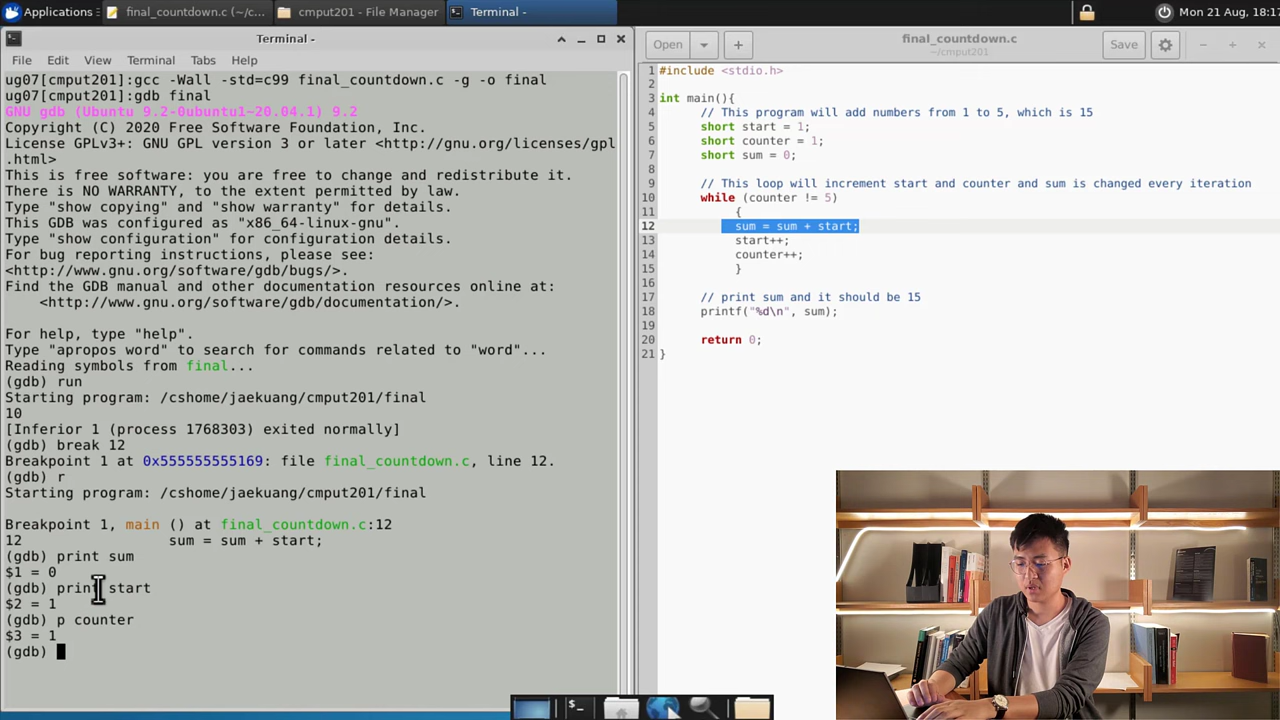 Applications
final_countdown.c (~/c...
cmput201 - File Manager
Terminal -
Mon 21 Aug, 18:17
Terminal -
File Edit View Terminal Tabs Help
ug07[cmput201]:gcc -Wall -std=c99 final_countdown.c -g -o final
ug07[cmput201]:gdb final
GNU gdb (Ubuntu 9.2-0ubuntu1~20.04.1) 9.2
Copyright (C) 2020 Free Software Foundation, Inc.
License GPLv3+: GNU GPL version 3 or later <http://gnu.org/licenses/gpl
.html>
This is free software: you are free to change and redistribute it.
There is NO WARRANTY, to the extent permitted by law.
Type "show copying" and "show warranty" for details.
This GDB was configured as "x86_64-linux-gnu".
Type "show configuration" for configuration details.
For bug reporting instructions, please see:
<http://www.gnu.org/software/gdb/bugs/>.
Find the GDB manual and other documentation resources online at:
    <http://www.gnu.org/software/gdb/documentation/>.
For help, type "help".
Type "apropos word" to search for commands related to "word"...
Reading symbols from final...
(gdb) run
Starting program: /cshome/jaekuang/cmput201/final
10
[Inferior 1 (process 1768303) exited normally]
(gdb) break 12
Breakpoint 1 at 0x555555555169: file final_countdown.c, line 12.
(gdb) r
Starting program: /cshome/jaekuang/cmput201/final
Breakpoint 1, main () at final_countdown.c:12
12 sum = sum + start;
(gdb) print sum
$1 = 0
(gdb) print start
$2 = 1
(gdb) p counter
$3 = 1
(gdb)
Open
final_countdown.c
~/cmput201
Save
1 #include <stdio.h>
2
3 int main(){
4 // This program will add numbers from 1 to 5, which is 15
5 short start = 1;
6 short counter = 1;
7 short sum = 0;
8
9 // This loop will increment start and counter and sum is changed every iteration
10 while (counter != 5)
11 {
12 sum = sum + start;
13 start++;
14 counter++;
15 }
16
17 // print sum and it should be 15
18 printf("%d\n", sum);
19
20 return 0;
21 }